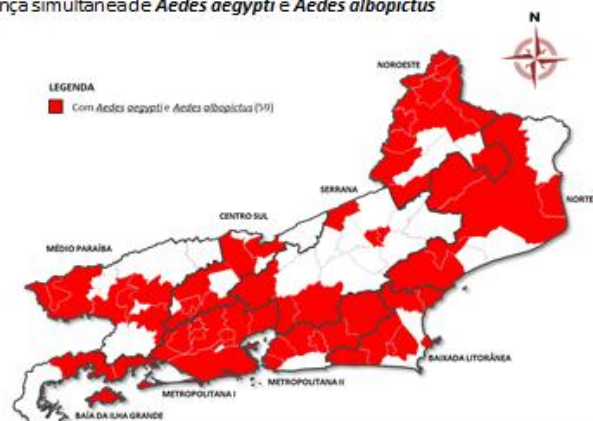 nça simultânea de Aedes aegypti e Aedes albopictus
N
NOROESTE
LEGENDA
Com Aedes aegypti e Aedes albopictus (59)
SERRANA
NORTE
CENTRO SUL
MÉDIO PARAÍBA
BAIXADA LITORÂNEA
METROPOLITANA II
METROPOLITANA I
BAÍA DA ILHA GRANDE